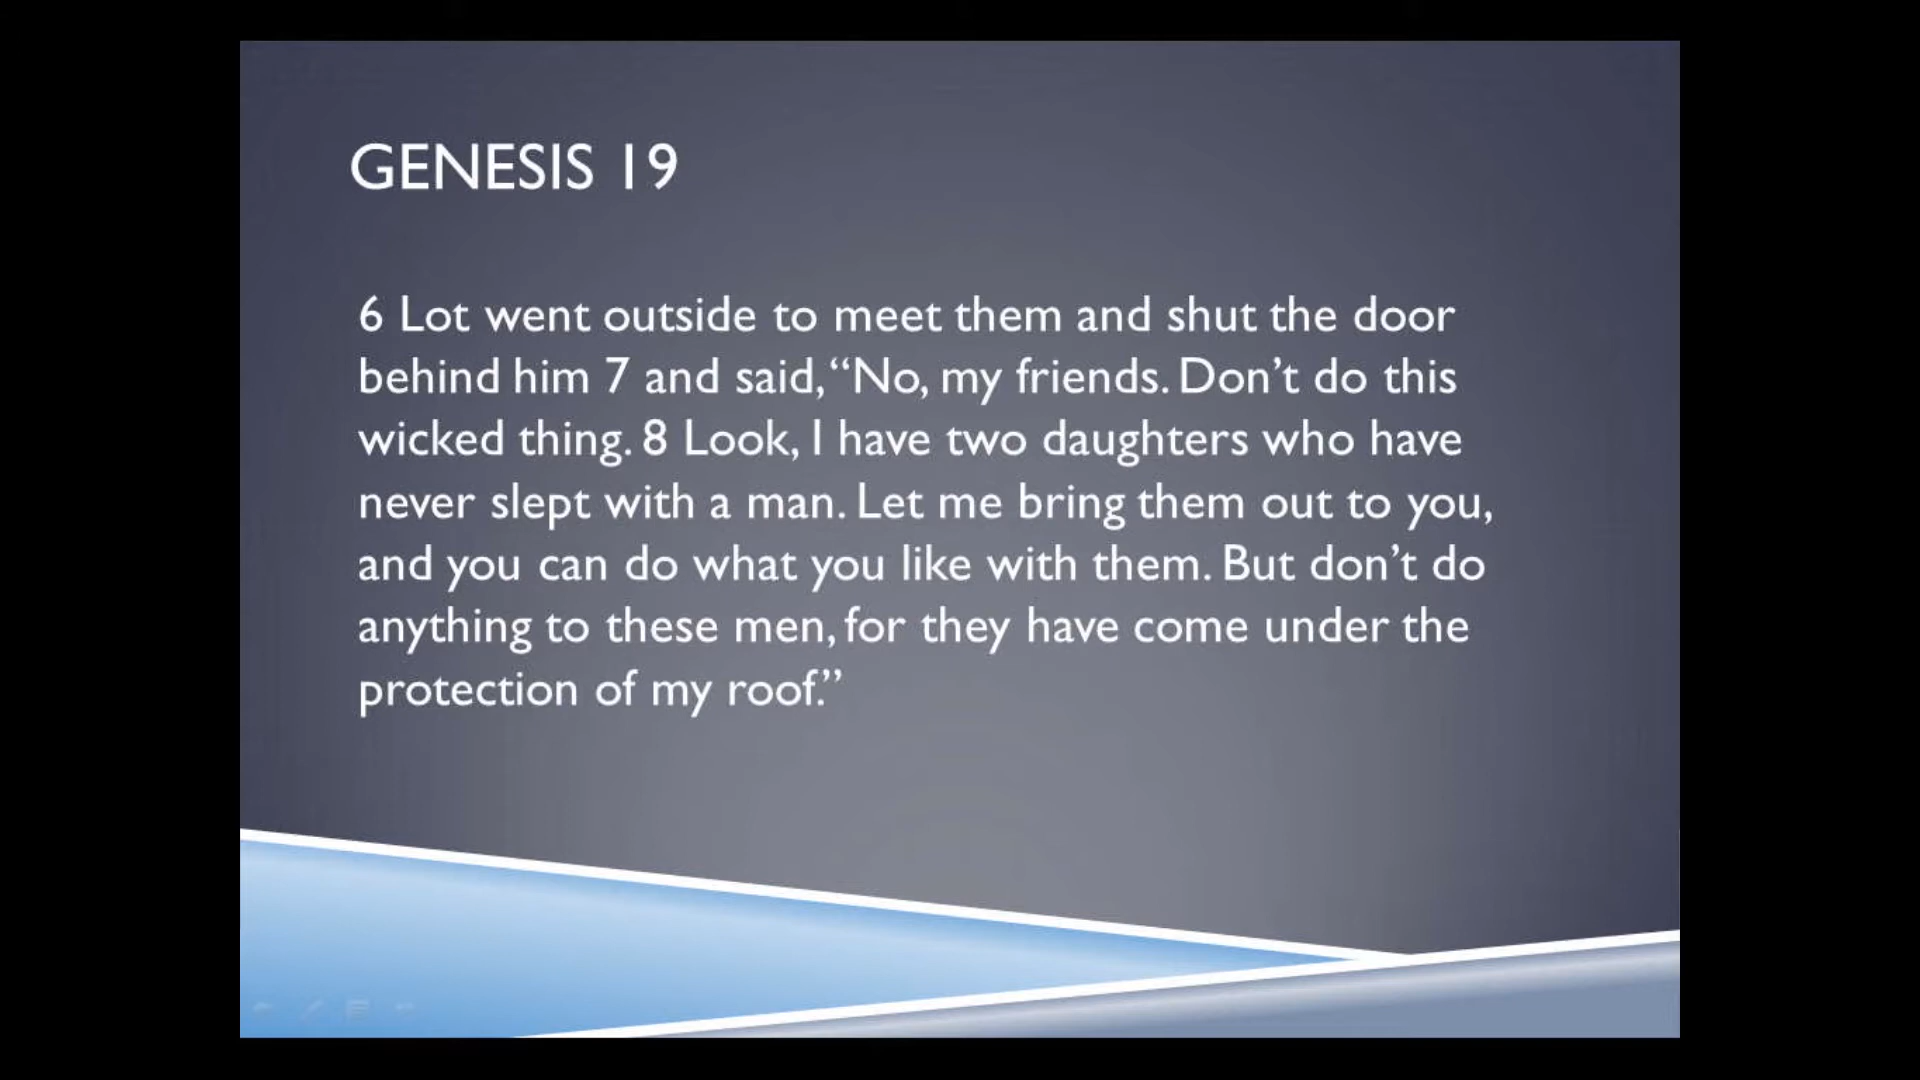 GENESIS 19
6 Lot went outside to meet them and shut the door
behind him 7 and said, “No, my friends. Don’t do this
wicked thing. 8 Look, I have two daughters who have
never slept with a man. Let me bring them out to you,
and you can do what you like with them. But don’t do
anything to these men, for they have come under the
protection of my roof.”